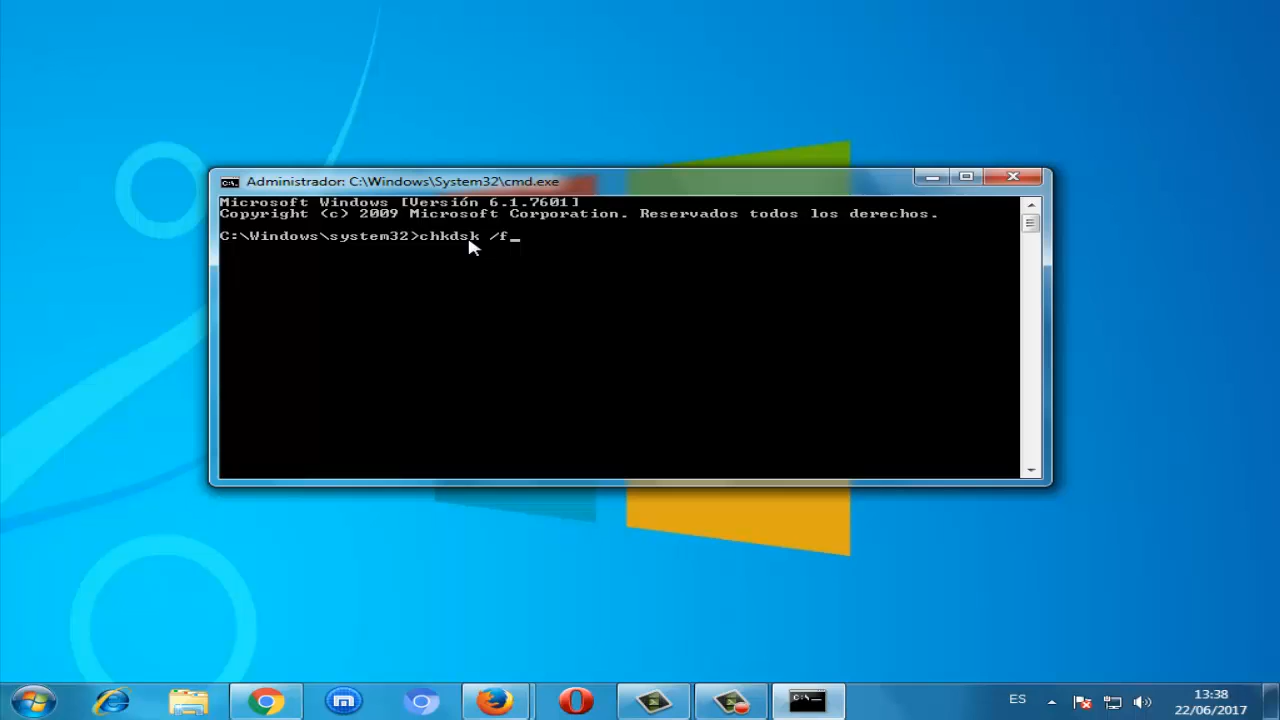 Administrador: C:\Windows\System32\cmd.exe
Microsoft Windows [Versión 6.1.7601]
Copyright (c) 2009 Microsoft Corporation. Reservados todos los derechos.
C:\Windows\system32>chkdsk /f_
ES
13:38
22/06/2017